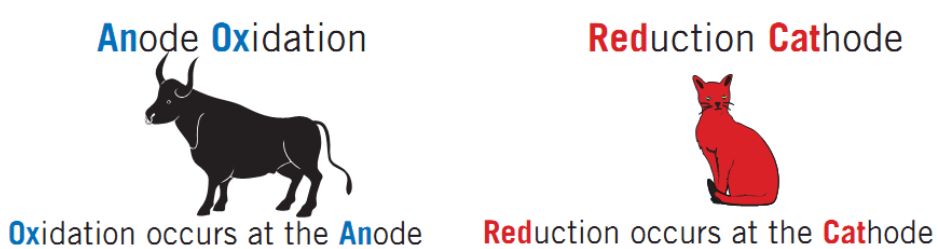 Anode Oxidation
Oxidation occurs at the Anode
Reduction Cathode
Reduction occurs at the Cathode